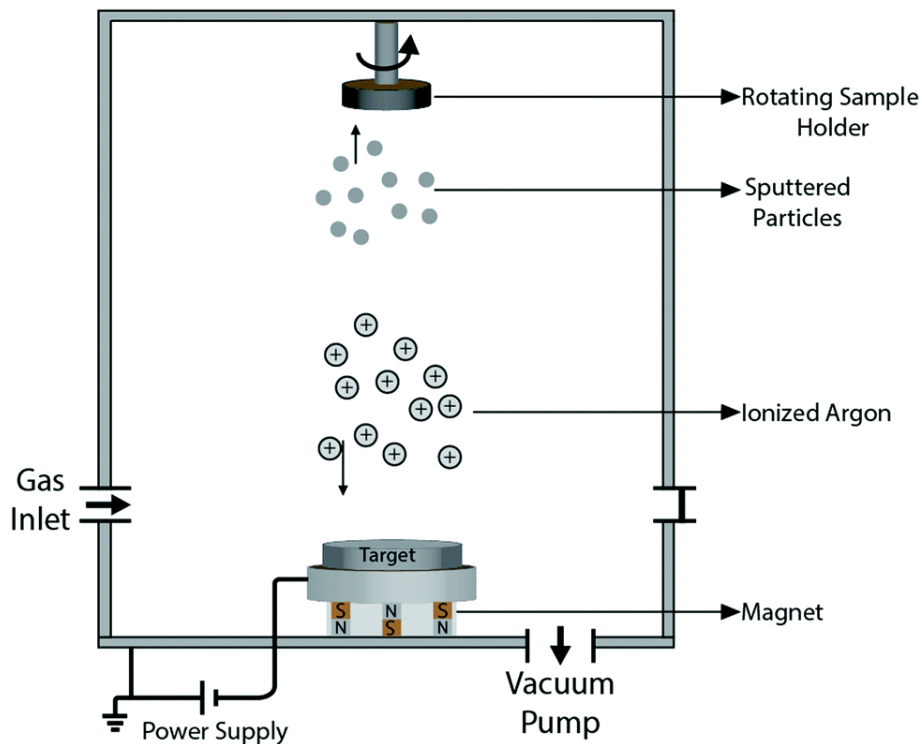 Rotating Sample
Holder
Sputtered
Particles
+
+
+
+
+
+
+
+
+
+
+
+
Ionized Argon
Gas
Inlet
Target
S N S
N S N
Magnet
Vacuum
Pump
Power Supply